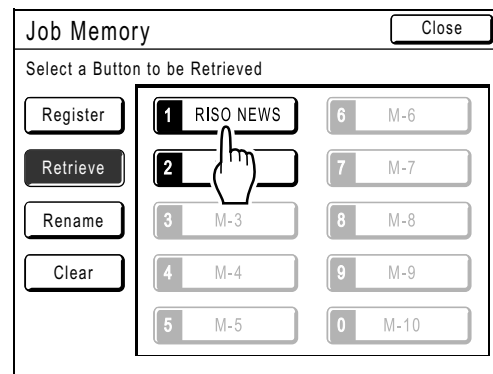 Job Memory
Close
Select a Button to be Retrieved
Register
Retrieve
Rename
Clear
1 RISO NEWS
2
3 M-3
4 M-4
5 M-5
6 M-6
7 M-7
8 M-8
9 M-9
0 M-10